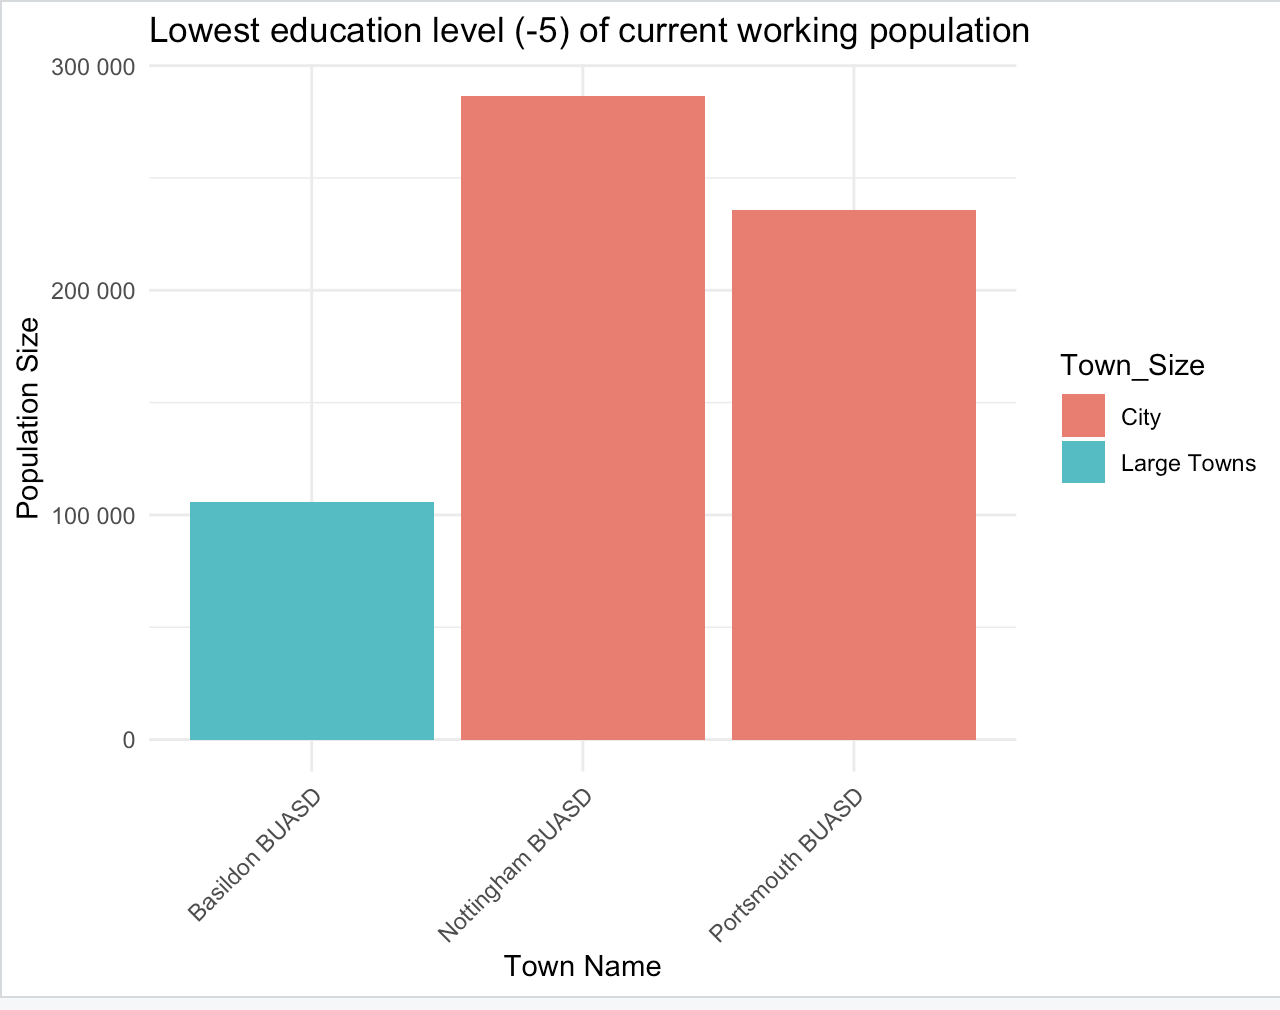 Lowest education level (-5) of current working population
300 000
200 000
100 000
0
Population Size
Basildon BUASD
Nottingham BUASD
Portsmouth BUASD
Town Name
Town_Size
City
Large Towns